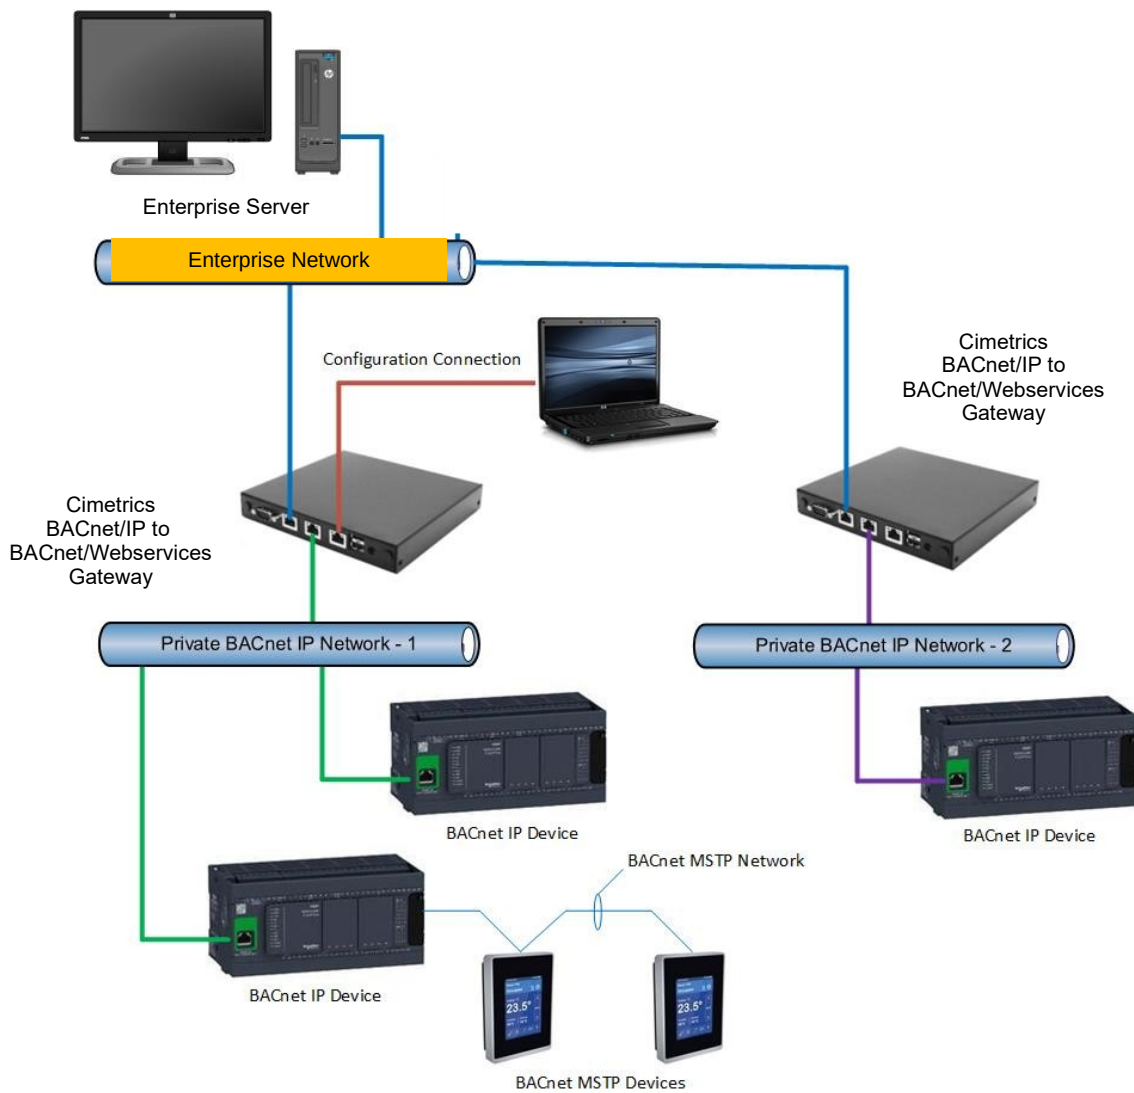 Enterprise Server
Enterprise Network
Configuration Connection
Cimetrics
BACnet/IP to
BACnet/Webservices
Gateway
Cimetrics
BACnet/IP to
BACnet/Webservices
Gateway
Private BACnet IP Network - 1
Private BACnet IP Network - 2
BACnet IP Device
BACnet IP Device
BACnet MSTP Network
BACnet IP Device
23.5°
23.5°
BACnet MSTP Devices